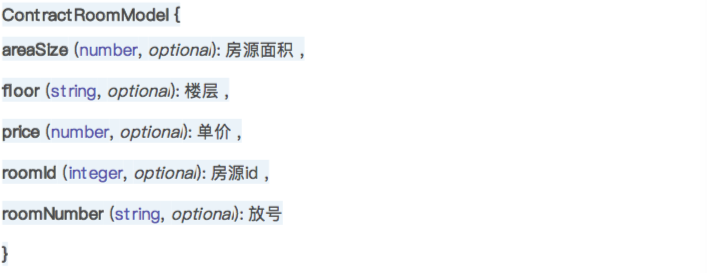 ContractRoomModel {
areaSize (number, optional): 房源面积 ,
floor (string, optional): 楼层 ,
price (number, optional): 单价 ,
roomId (integer, optional): 房源id ,
roomNumber (string, optional): 放号
}